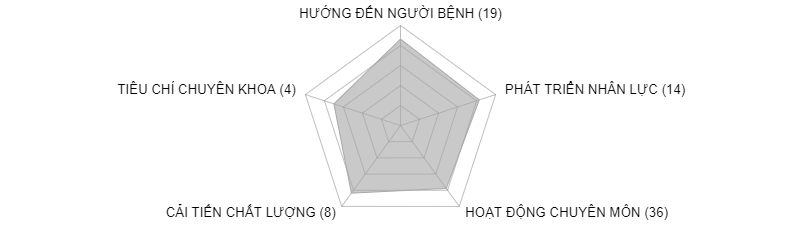 HƯỚNG ĐẾN NGƯỜI BỆNH (19)
TIÊU CHÍ CHUYÊN KHOA (4)
PHÁT TRIỂN NHÂN LỰC (14)
CẢI TIẾN CHẤT LƯỢNG (8)
HOẠT ĐỘNG CHUYÊN MÔN (36)